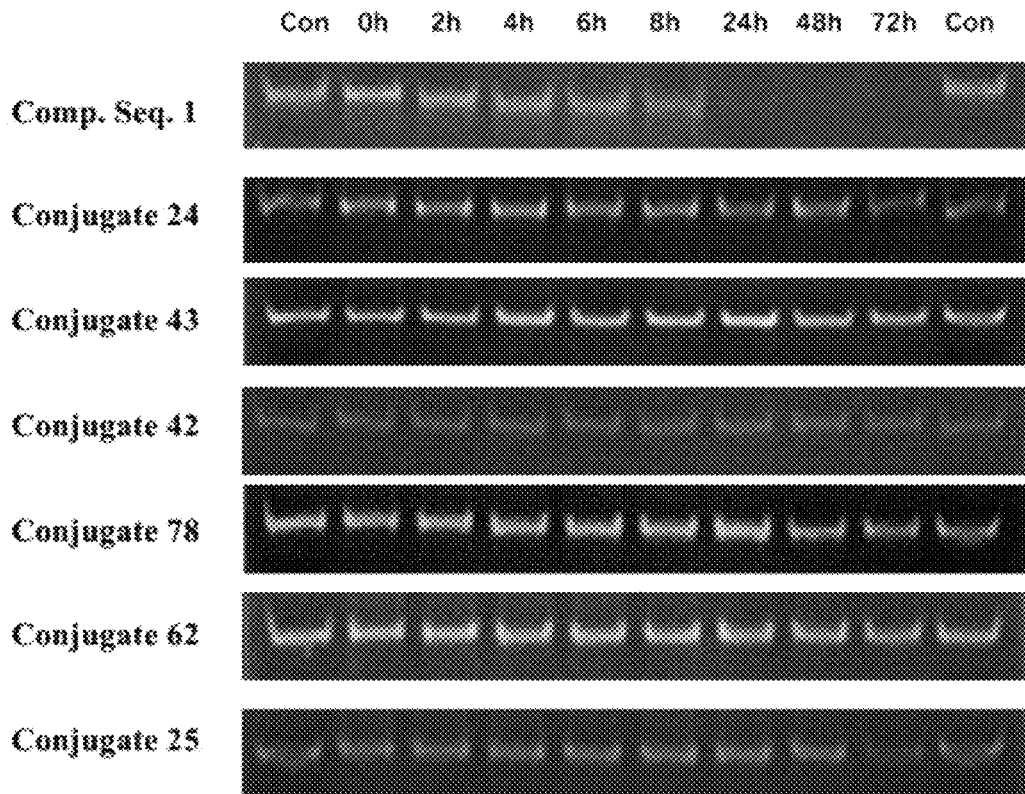 Con 0h 2h 4h 6h 8h 24h 48h 72h Con
Comp. Seq. 1
Conjugate 24
Conjugate 43
Conjugate 42
Conjugate 78
Conjugate 62
Conjugate 25